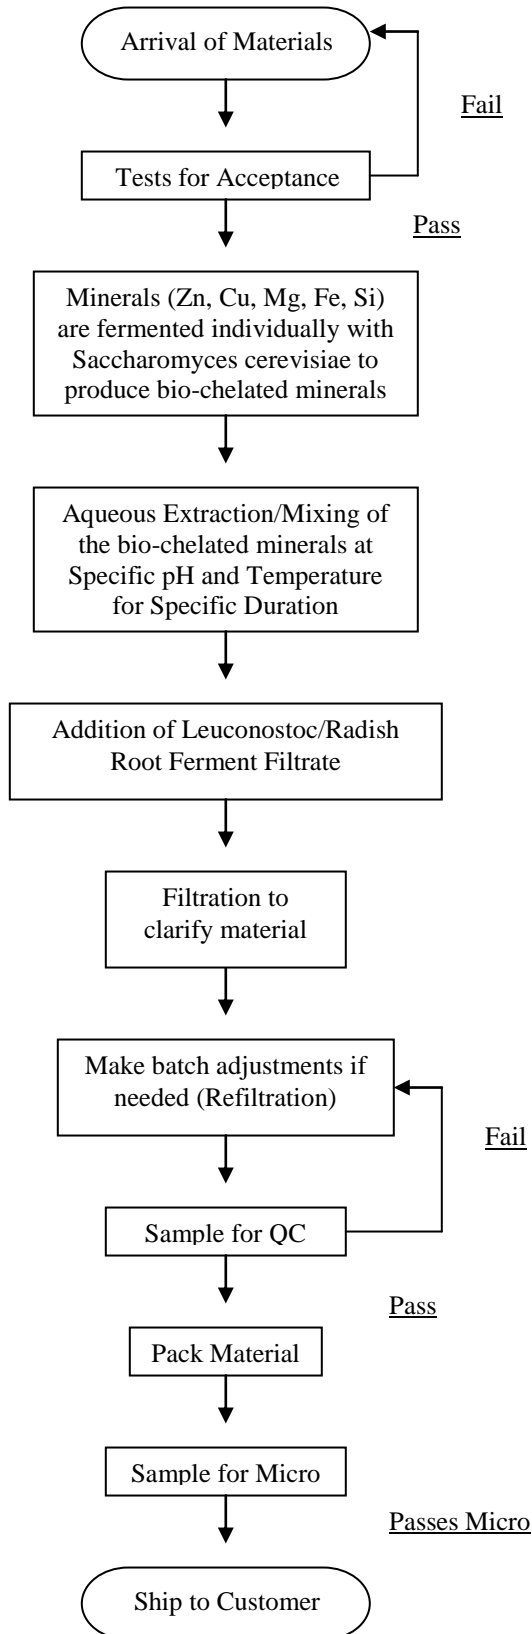 Arrival of Materials
Fail
Tests for Acceptance
Pass
Minerals (Zn, Cu, Mg, Fe, Si)
are fermented individually with
Saccharomyces cerevisiae to
produce bio-chelated minerals
Aqueous Extraction/Mixing of
the bio-chelated minerals at
Specific pH and Temperature
for Specific Duration
Addition of Leuconostoc/Radish
Root Ferment Filtrate
Filtration to
clarify material
Make batch adjustments if
needed (Refiltration)
Fail
Sample for QC
Pass
Pack Material
Sample for Micro
Passes Micro
Ship to Customer